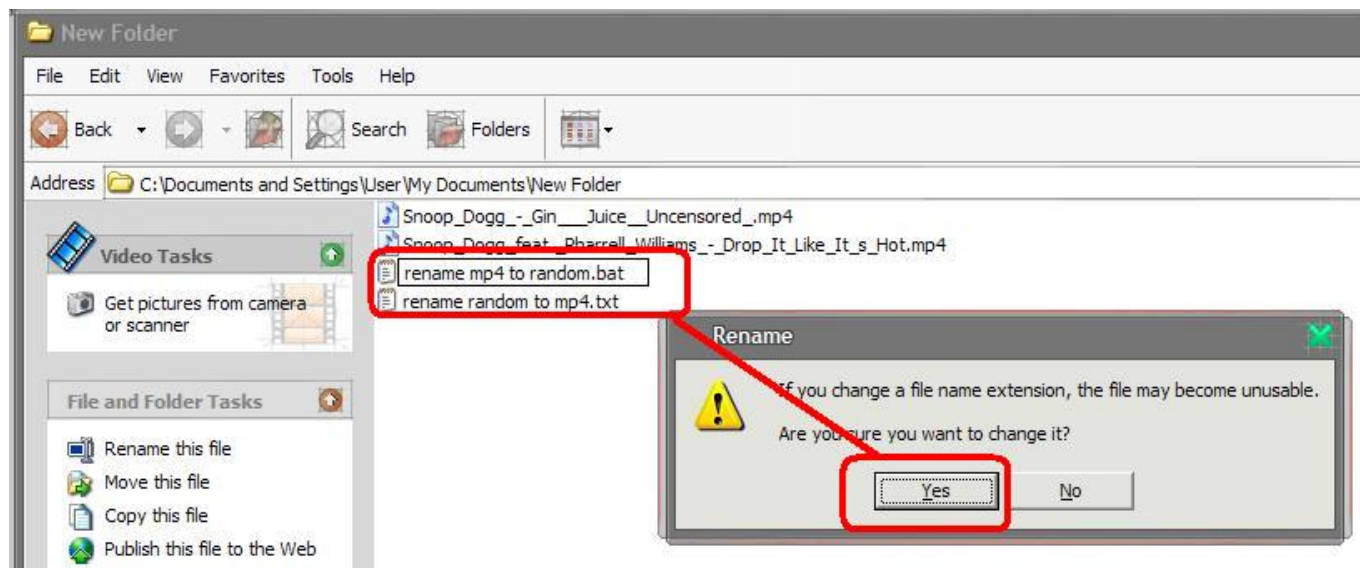 New Folder
File Edit View Favorites Tools Help
Back Search Folders
Address C:\Documents and Settings\User\My Documents\New Folder
Snoop_Dogg_-_Gin___Juice__Uncensored_.mp4
Snoop_Dogg_feat._Pharrell_Williams_-_Drop_It_Like_It_s_Hot.mp4
rename mp4 to random.bat
rename random to mp4.txt
Video Tasks
Get pictures from camera
or scanner
File and Folder Tasks
Rename this file
Move this file
Copy this file
Publish this file to the Web
Rename
If you change a file name extension, the file may become unusable.
Are you sure you want to change it?
Yes No